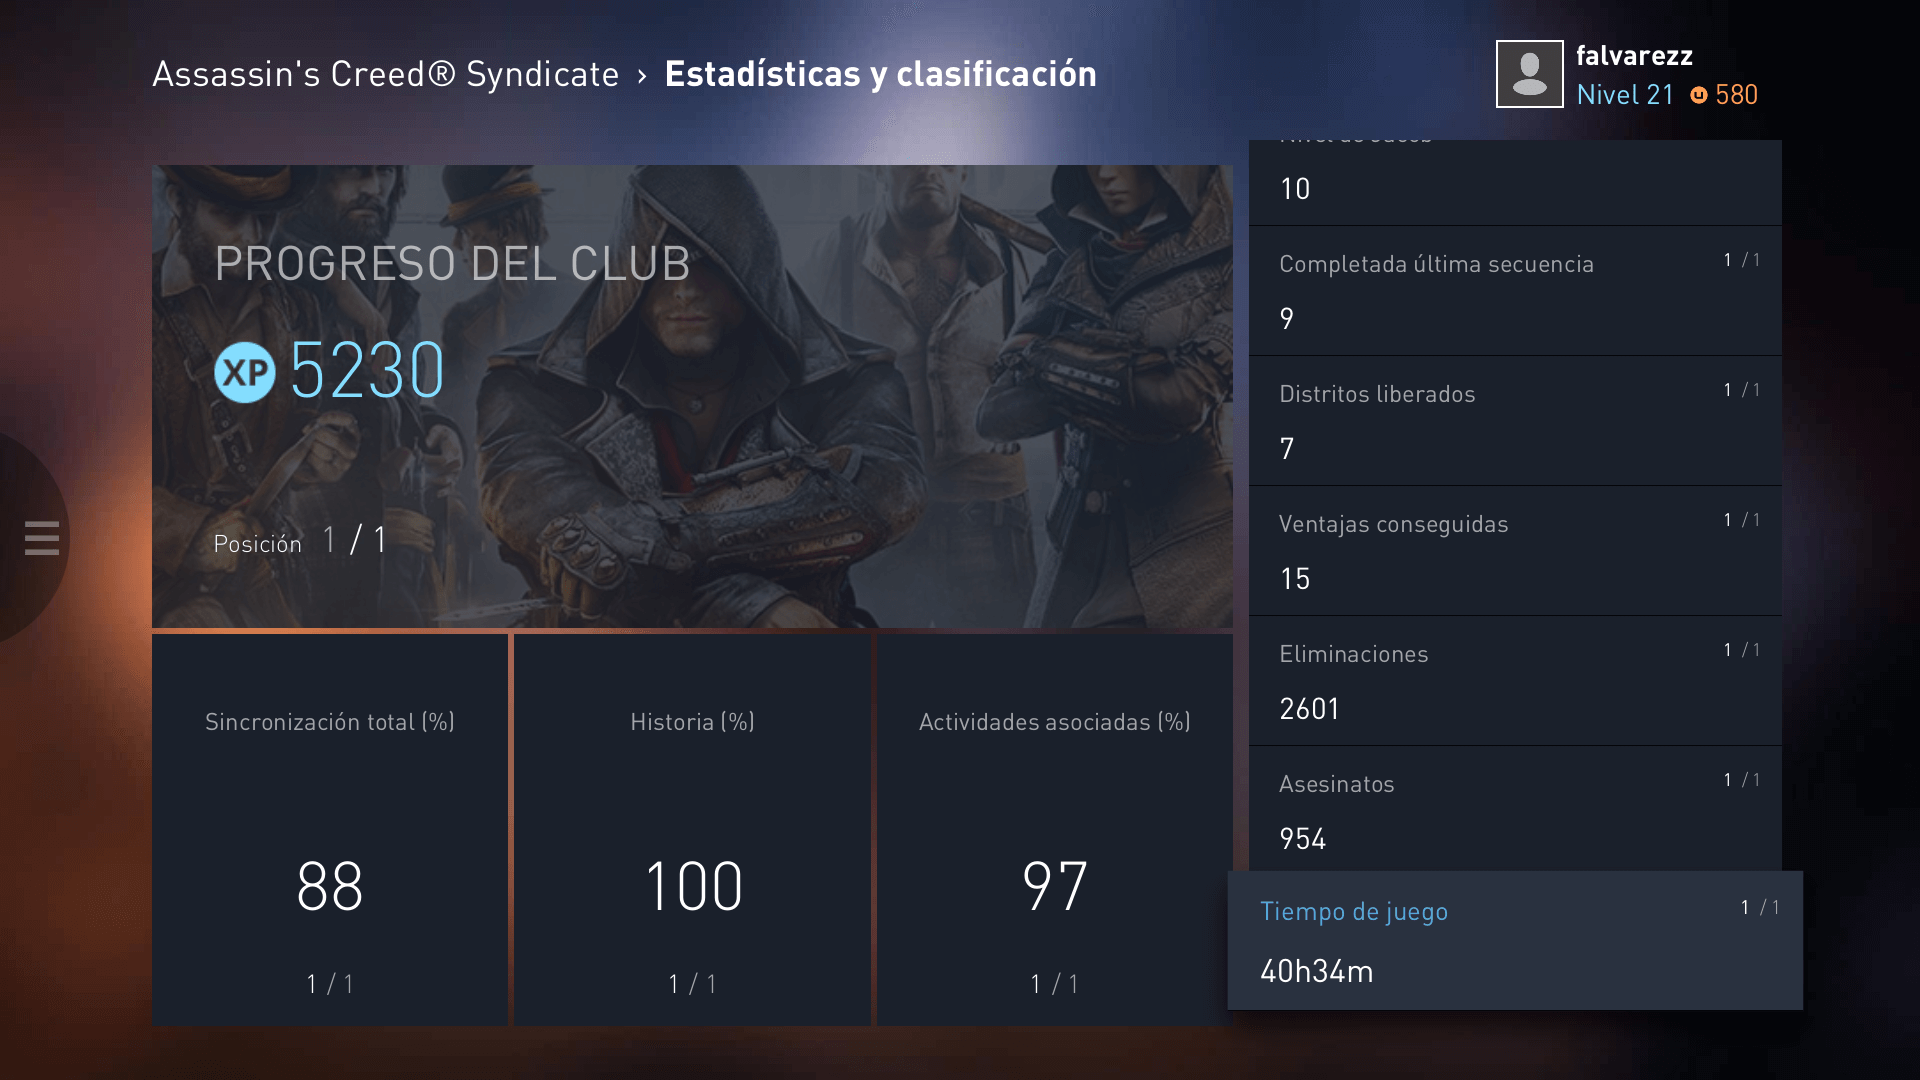 Assassin's Creed® Syndicate › Estadísticas y clasificación
falvarezz
Nivel 21 580
PROGRESO DEL CLUB
XP 5230
Posición 1 / 1
Sincronización total (%)
88
1 / 1
Historia (%)
100
1 / 1
Actividades asociadas (%)
97
1 / 1
10
Completada última secuencia 1 / 1
9
Distritos liberados 1 / 1
7
Ventajas conseguidas 1 / 1
15
Eliminaciones 1 / 1
2601
Asesinatos 1 / 1
954
Tiempo de juego 1 / 1
40h34m